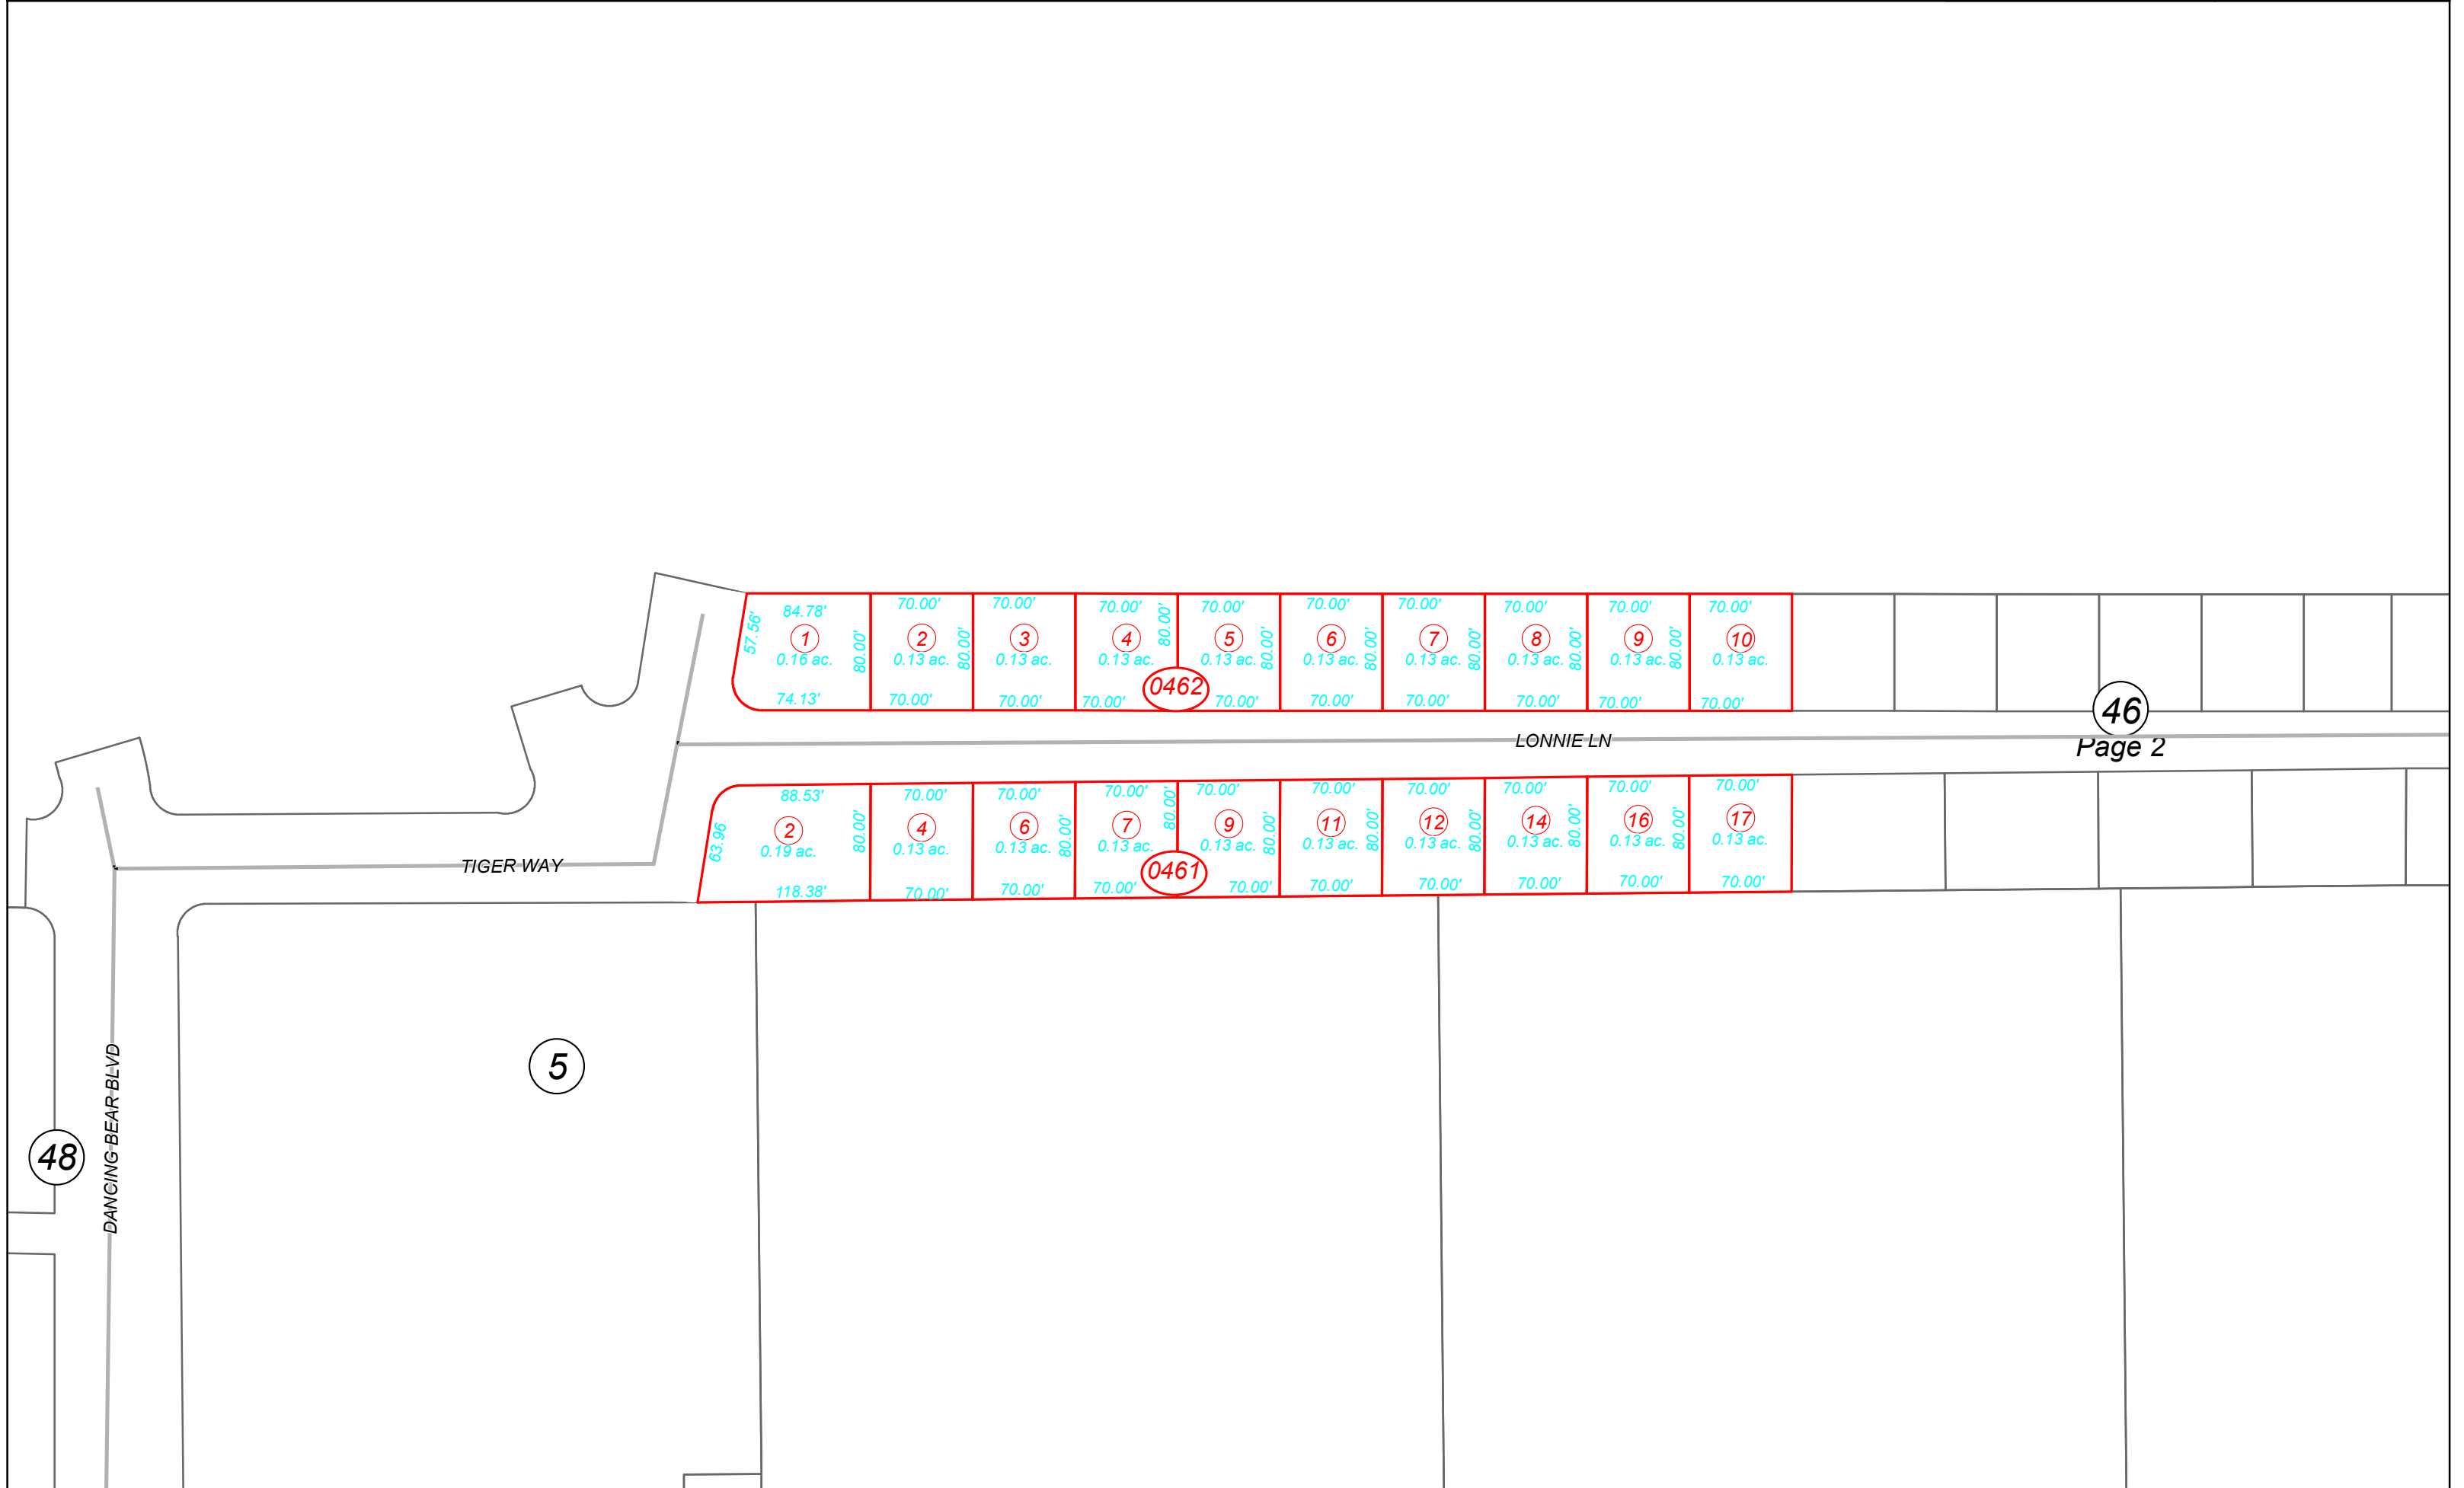 84.78' 70.00' 70.00' 70.00' 70.00' 70.00' 70.00' 70.00' 70.00' 70.00'
57.56' 80.00' 80.00' 80.00' 80.00' 80.00' 80.00' 80.00' 80.00'
1 2 3 4 5 6 7 8 9 10
0.16 ac. 0.13 ac. 0.13 ac. 0.13 ac. 0.13 ac. 0.13 ac. 0.13 ac. 0.13 ac. 0.13 ac. 0.13 ac.
0462
74.13' 70.00' 70.00' 70.00' 70.00' 70.00' 70.00' 70.00' 70.00' 70.00'
46
LONNIE LN
Page 2
88.53' 70.00' 70.00' 70.00' 70.00' 70.00' 70.00' 70.00' 70.00' 70.00'
63.96 80.00' 80.00' 80.00' 80.00' 80.00' 80.00' 80.00' 80.00'
2 4 6 7 9 11 12 14 16 17
0.19 ac. 0.13 ac. 0.13 ac. 0.13 ac. 0.13 ac. 0.13 ac. 0.13 ac. 0.13 ac. 0.13 ac. 0.13 ac.
TIGER WAY
0461
118.38' 70.00' 70.00' 70.00' 70.00' 70.00' 70.00' 70.00' 70.00' 70.00'
5
48
DANCING BEAR BLVD